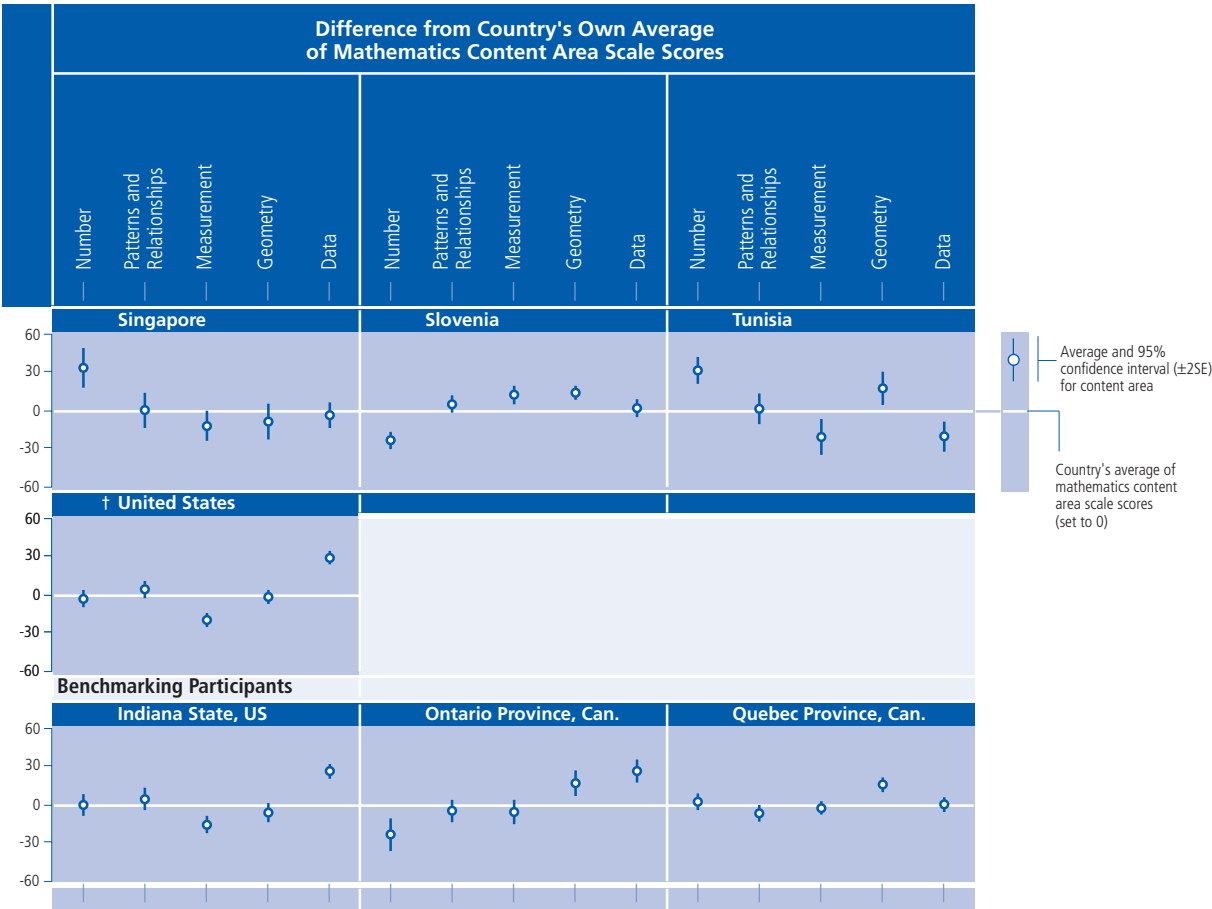 Difference from Country's Own Average
of Mathematics Content Area Scale Scores
Number
Patterns and
Relationships
Measurement
Geometry
Data
Number
Patterns and
Relationships
Measurement
Geometry
Data
Number
Patterns and
Relationships
Measurement
Geometry
Data
Singapore
Slovenia
Tunisia
60
30
0
-30
-60
Average and 95%
confidence interval (±2SE)
for content area
Country's average of
mathematics content
area scale scores
(set to 0)
† United States
60
30
0
-30
-60
Benchmarking Participants
Indiana State, US
Ontario Province, Can.
Quebec Province, Can.
60
30
0
-30
-60